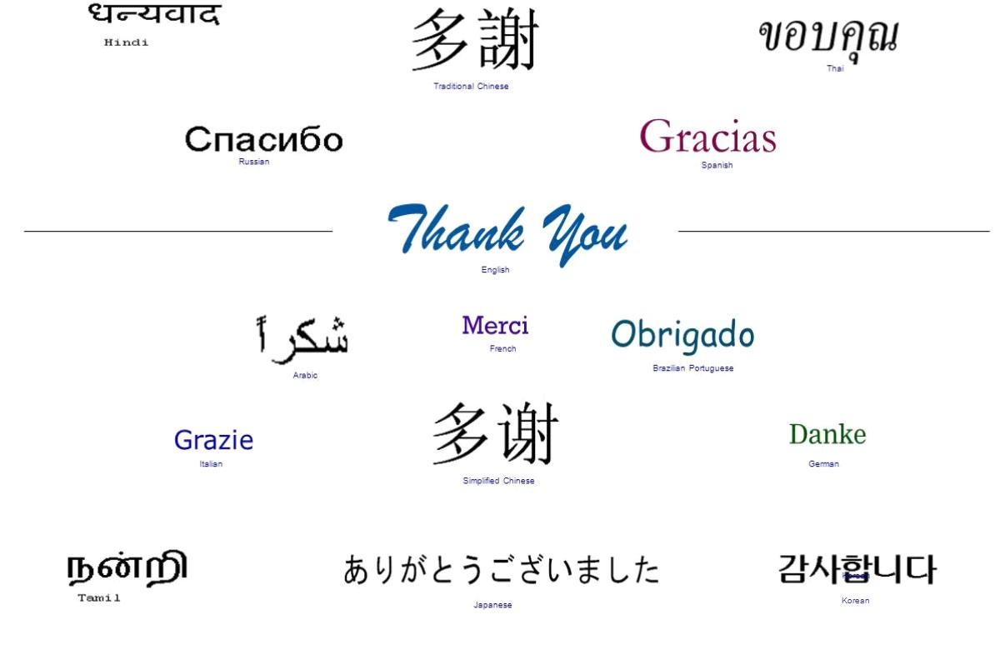 धन्यवाद
Hindi
多謝
Traditional Chinese
ขอบคุณ
Thai
Спасибо
Russian
Gracias
Spanish
Thank You
English
شكراً
Arabic
Merci
French
Obrigado
Brazilian Portuguese
Grazie
Italian
多谢
Simplified Chinese
Danke
German
நன்றி
Tamil
ありがとうございました
Japanese
감사합니다
Korean
Korean